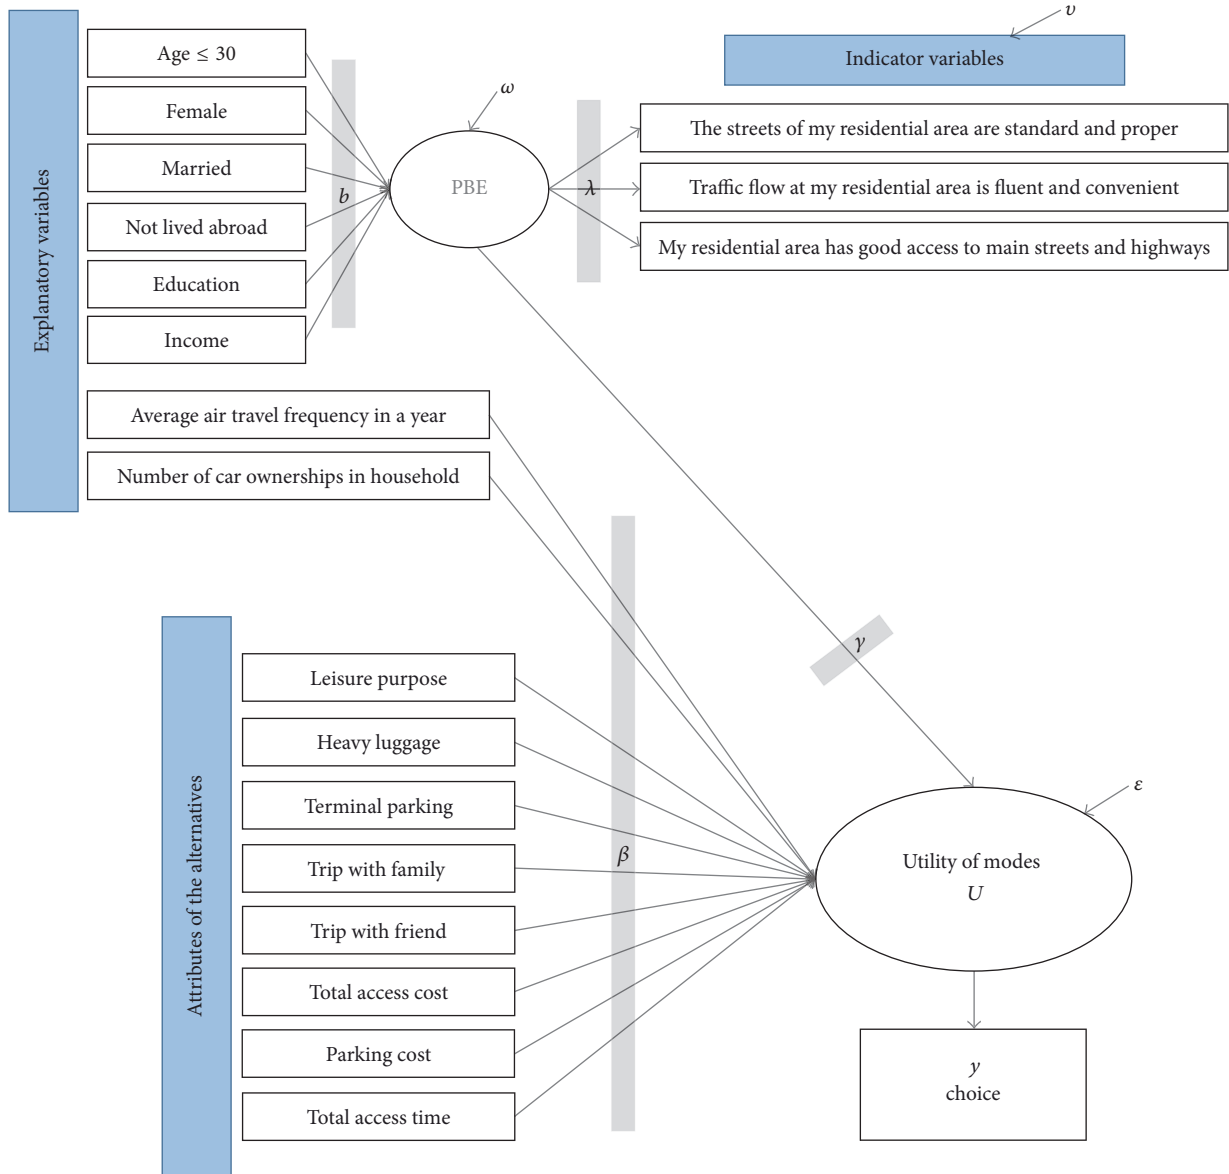 Explanatory variables
Age ≤ 30
Female
Married
Not lived abroad
Education
Income
Average air travel frequency in a year
Number of car ownerships in household
b
ω
PBE
λ
υ
Indicator variables
The streets of my residential area are standard and proper
Traffic flow at my residential area is fluent and convenient
My residential area has good access to main streets and highways
γ
Attributes of the alternatives
Leisure purpose
Heavy luggage
Terminal parking
Trip with family
Trip with friend
Total access cost
Parking cost
Total access time
β
ε
Utility of modes
U
y
choice